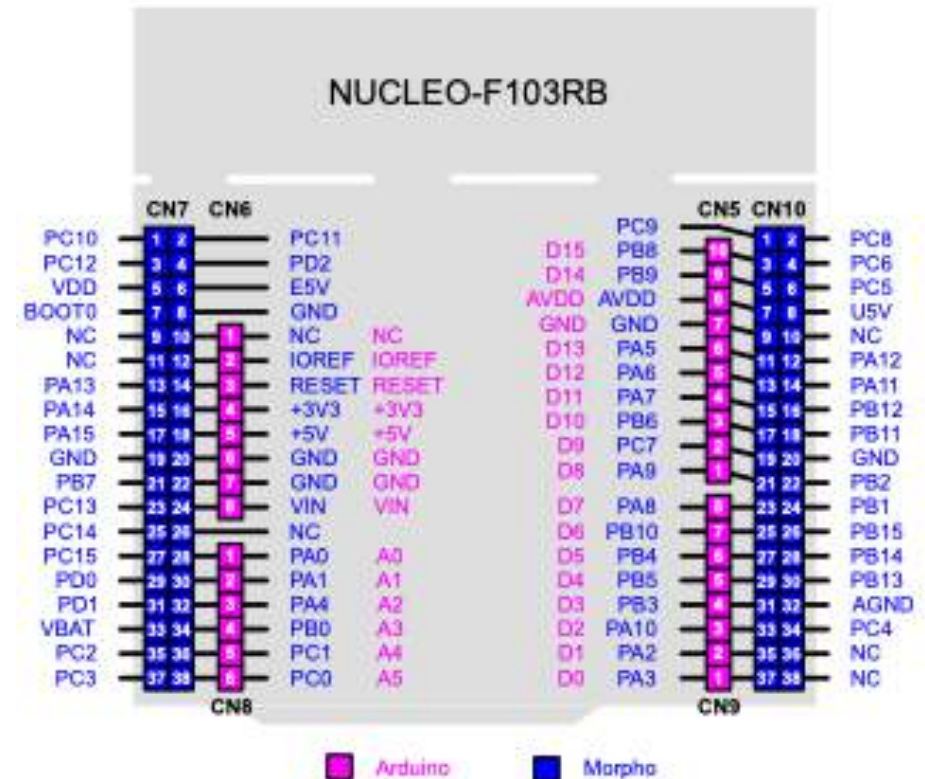 NUCLEO-F103RB
CN7 CN6 CN5 CN10
PC9
PC10 1 2 PC11 1 2 PC8
PC12 3 4 PD2 D15 PB8 10 3 4 PC6
VDD 5 6 E5V D14 PB9 9 5 6 PC5
BOOT0 7 8 GND AVDD AVDD 8 7 8 U5V
NC 9 10 1 NC NC GND GND 7 9 10 NC
NC 11 12 2 IOREF IOREF D13 PA5 6 11 12 PA12
PA13 13 14 3 RESET RESET D12 PA6 5 13 14 PA11
PA14 15 16 4 +3V3 +3V3 D11 PA7 4 15 16 PB12
PA15 17 18 5 +5V +5V D10 PB6 3 17 18 PB11
GND 19 20 6 GND GND D9 PC7 2 19 20 GND
PB7 21 22 7 GND GND D8 PA9 1 21 22 PB2
PC13 23 24 8 VIN VIN D7 PA8 8 23 24 PB1
PC14 25 26 NC D6 PB10 7 25 26 PB15
PC15 27 28 1 PA0 A0 D5 PB4 6 27 28 PB14
PD0 29 30 2 PA1 A1 D4 PB5 5 29 30 PB13
PD1 31 32 3 PA4 A2 D3 PB3 4 31 32 AGND
VBAT 33 34 4 PB0 A3 D2 PA10 3 33 34 PC4
PC2 35 36 5 PC1 A4 D1 PA2 2 35 36 NC
PC3 37 38 6 PC0 A5 D0 PA3 1 37 38 NC
CN8 CN9
Arduino Morpho